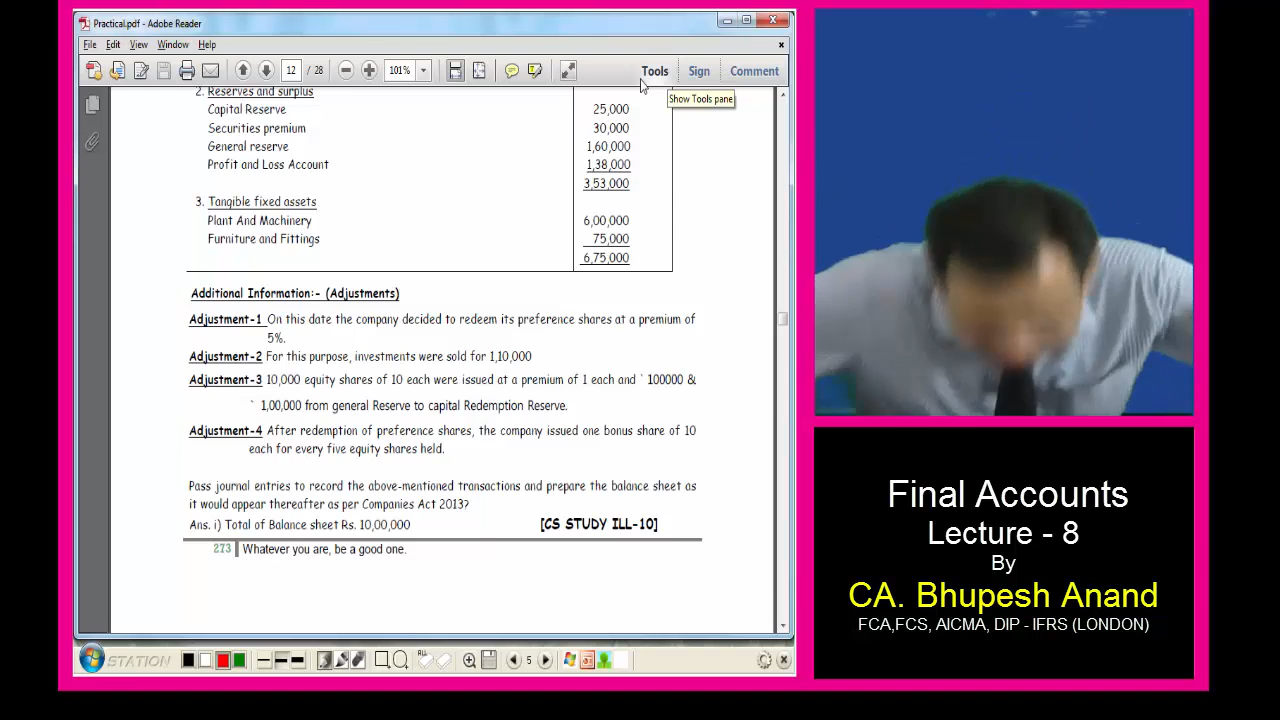 Practical.pdf - Adobe Reader
File Edit View Window Help
12 / 28 101% Tools Sign Comment
Show Tools pane
2. Reserves and surplus
Capital Reserve 25,000
Securities premium 30,000
General reserve 1,60,000
Profit and Loss Account 1,38,000
3,53,000
3. Tangible fixed assets
Plant And Machinery 6,00,000
Furniture and Fittings 75,000
6,75,000
Additional Information:- (Adjustments)
Adjustment-1 On this date the company decided to redeem its preference shares at a premium of
5%.
Adjustment-2 For this purpose, investments were sold for 1,10,000
Adjustment-3 10,000 equity shares of 10 each were issued at a premium of 1 each and ` 100000 &
` 1,00,000 from general Reserve to capital Redemption Reserve.
Adjustment-4 After redemption of preference shares, the company issued one bonus share of 10
each for every five equity shares held.
Pass journal entries to record the above-mentioned transactions and prepare the balance sheet as
it would appear thereafter as per Companies Act 2013?
Ans. i) Total of Balance sheet Rs. 10,00,000 [CS STUDY ILL-10]
273 Whatever you are, be a good one.
STATION 5
Final Accounts
Lecture - 8
By
CA. Bhupesh Anand
FCA,FCS, AICMA, DIP - IFRS (LONDON)